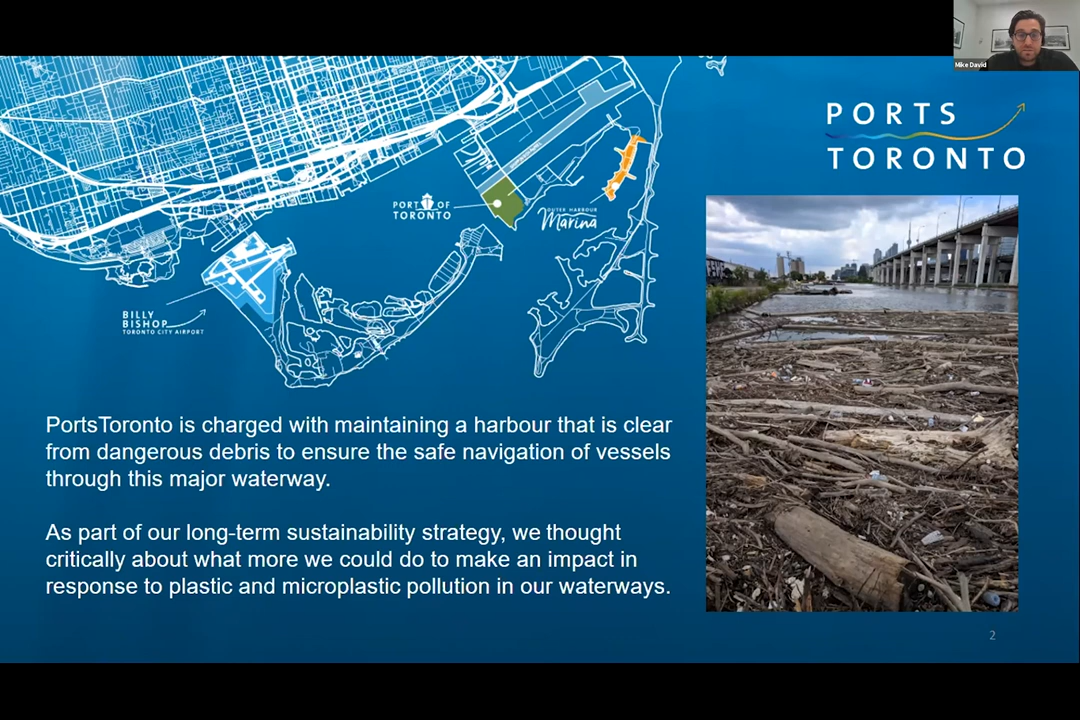 Mike David
PORTS
TORONTO
PORT OF
TORONTO
OUTER HARBOUR
Marina
BILLY
BISHOP
TORONTO CITY AIRPORT
PortsToronto is charged with maintaining a harbour that is clear
from dangerous debris to ensure the safe navigation of vessels
through this major waterway.
As part of our long-term sustainability strategy, we thought
critically about what more we could do to make an impact in
response to plastic and microplastic pollution in our waterways.
2